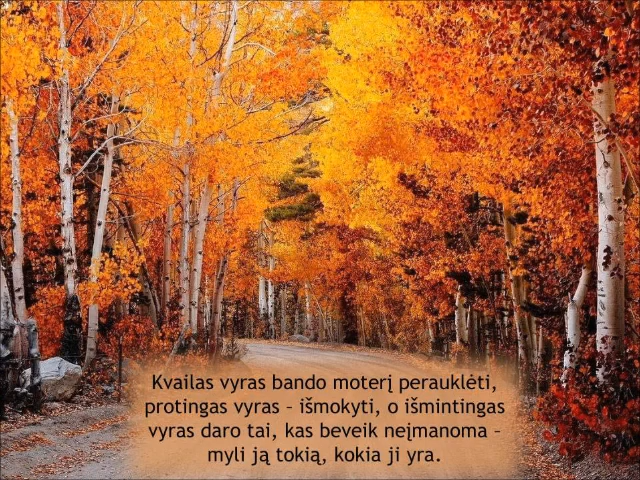 Kvailas vyras bando moterį perauklėti,
protingas vyras – išmokyti, o išmintingas
vyras daro tai, kas beveik neįmanoma –
myli ją tokią, kokia ji yra.